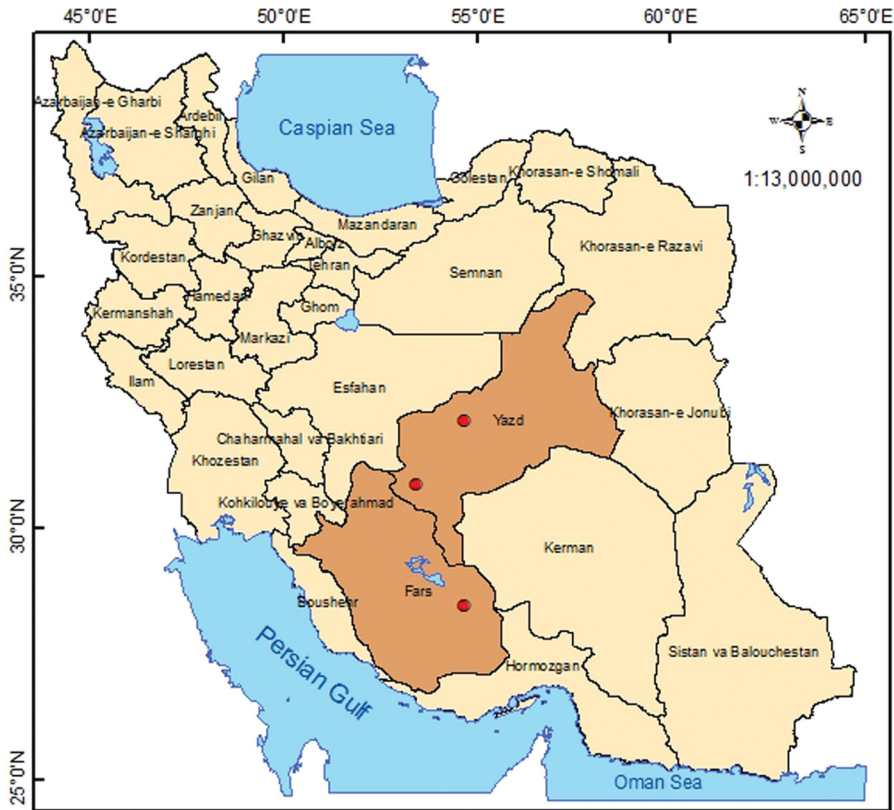 45°0'E 50°0'E 55°0'E 60°0'E 65°0'E
N
W E
S
1:13,000,000
Caspian Sea
Azarbaijan-e Gharbi
Ardebil
Azarbaijan-e Sharghi
Gilan
Golestan
Khorasan-e Shomali
Zanjan
Mazandaran
Ghazvin
Alborz
Khorasan-e Razavi
Kordestan
Tehran
Semnan
35°0'N
Hamedan
Ghom
Kermanshah
Markazi
Lorestan
Ilam
Esfahan
Khorasan-e Jonubi
Yazd
Chaharmahal va Bakhtiari
Khozestan
Kohkilouye va Boyerahmad
30°0'N
Kerman
Fars
Boushehr
Sistan va Balouchestan
Hormozgan
Persian Gulf
25°0'N
Oman Sea